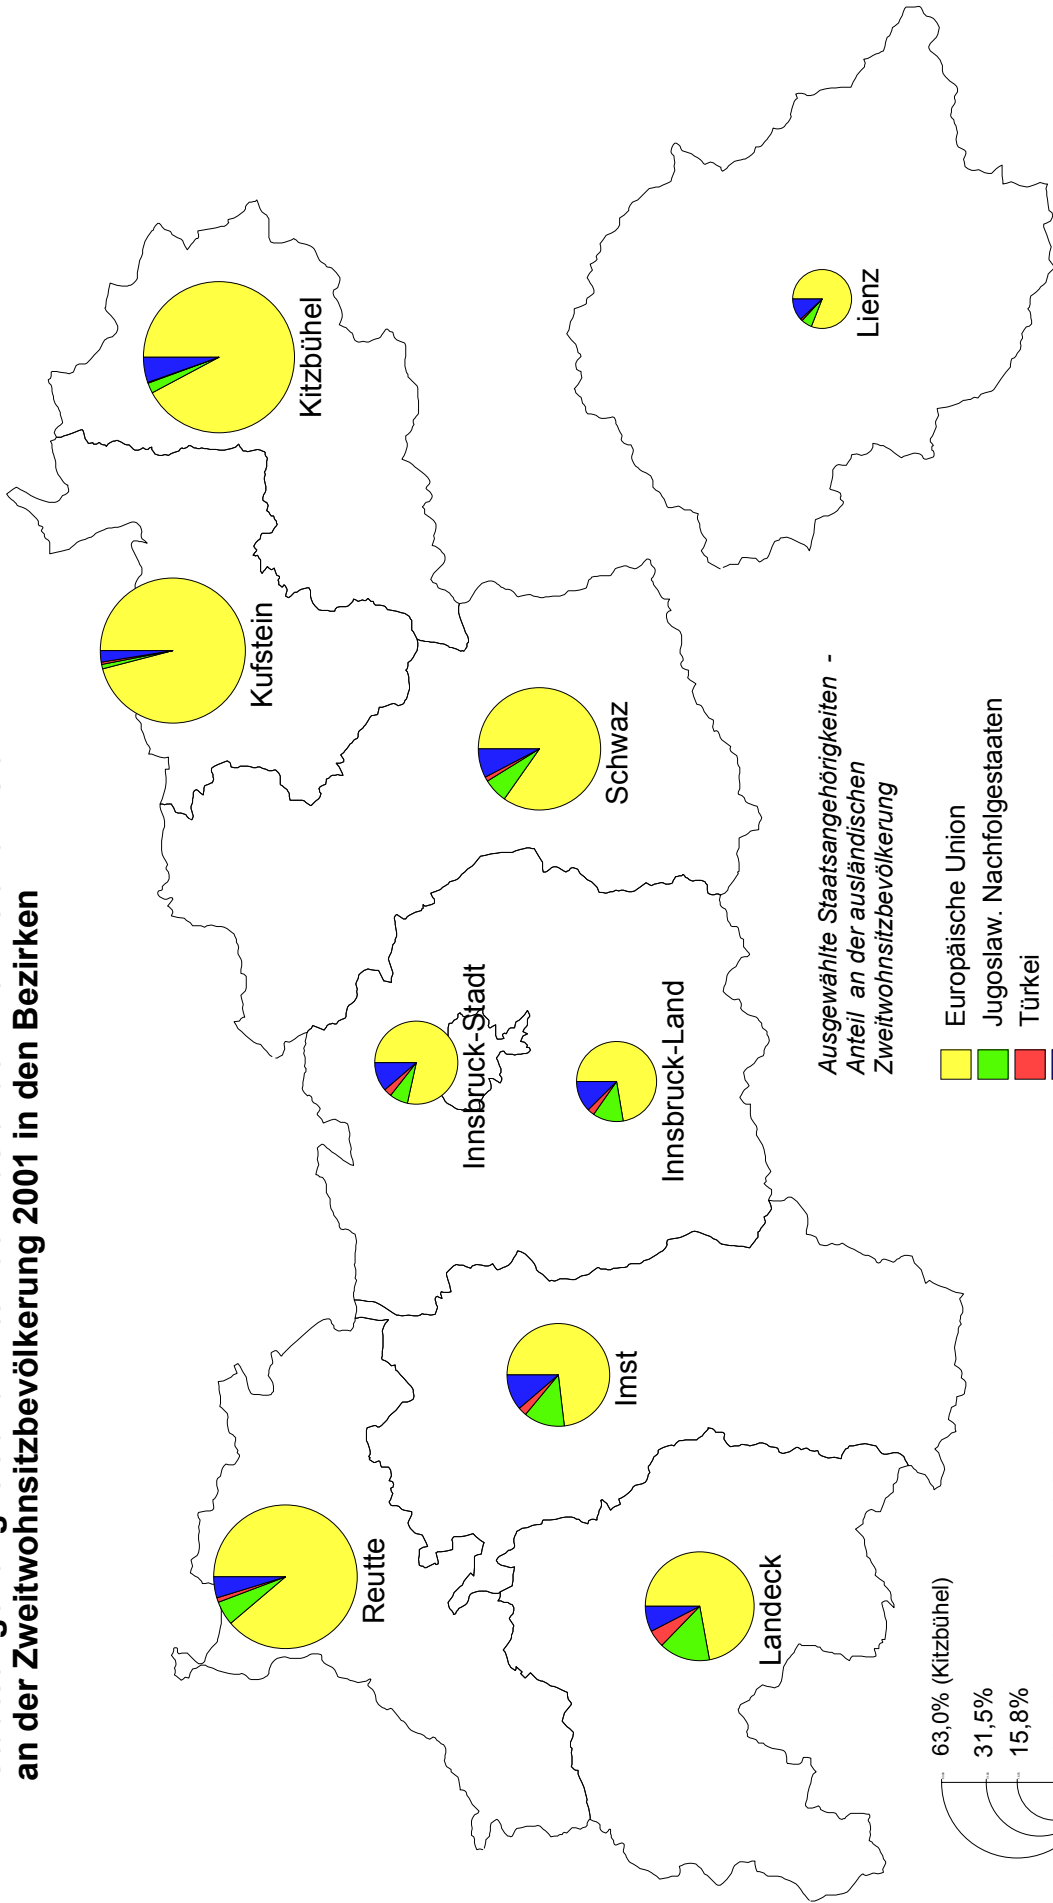 an der Zweitwohnsitzbevölkerung 2001 in den Bezirken
Reutte
Landeck
Imst
Innsbruck-Stadt
Innsbruck-Land
Schwaz
Kufstein
Kitzbühel
Lienz
63,0% (Kitzbühel)
31,5%
15,8%
Ausgewählte Staatsangehörigkeiten -
Anteil an der ausländischen
Zweitwohnsitzbevölkerung
Europäische Union
Jugoslaw. Nachfolgestaaten
Türkei